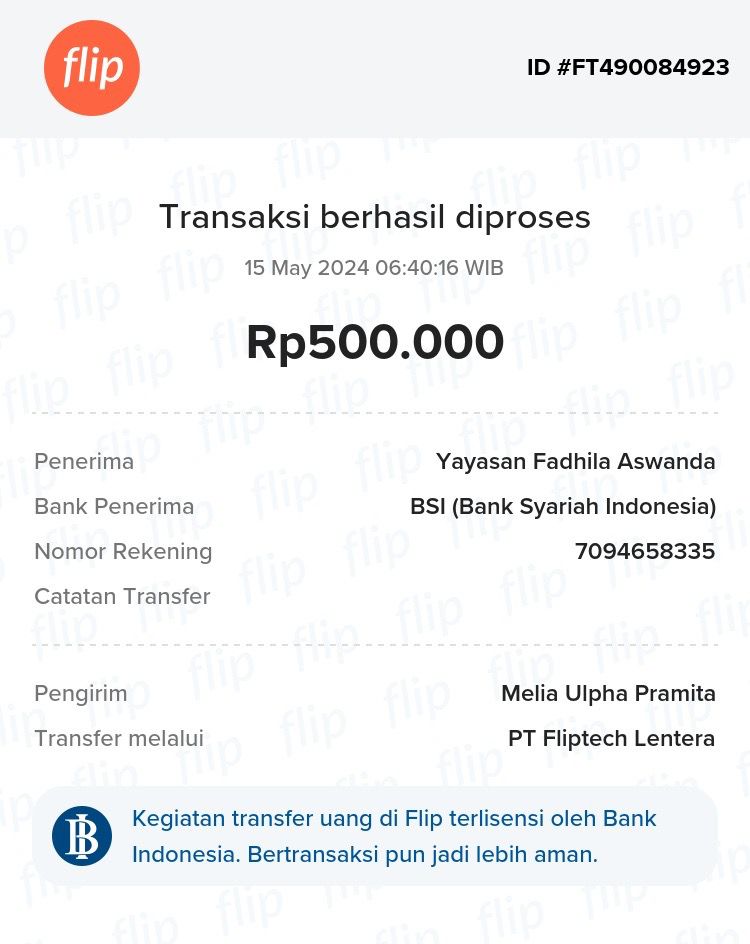 flip
ID #FT490084923
Transaksi berhasil diproses
15 May 2024 06:40:16 WIB
Rp500.000
Penerima Yayasan Fadhila Aswanda
Bank Penerima BSI (Bank Syariah Indonesia)
Nomor Rekening 7094658335
Catatan Transfer
Pengirim Melia Ulpha Pramita
Transfer melalui PT Fliptech Lentera
Kegiatan transfer uang di Flip terlisensi oleh Bank
Indonesia. Bertransaksi pun jadi lebih aman.